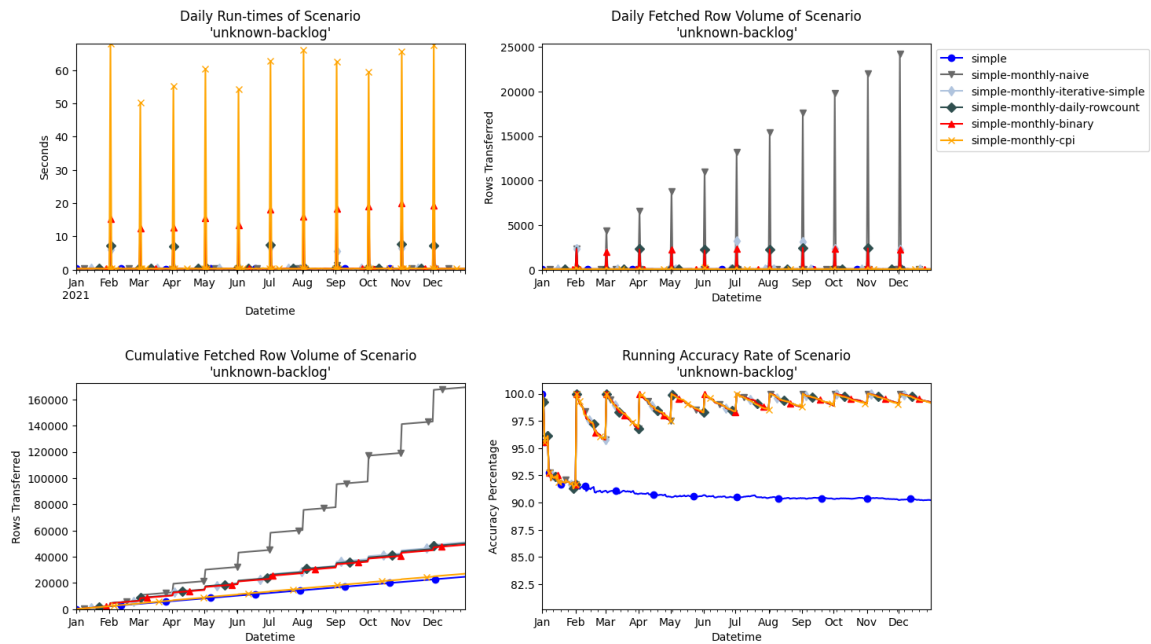 Daily Run-times of Scenario
'unknown-backlog'
Seconds
60
50
40
30
20
10
0
Jan Feb Mar Apr May Jun Jul Aug Sep Oct Nov Dec
2021
Datetime
Daily Fetched Row Volume of Scenario
'unknown-backlog'
Rows Transferred
25000
20000
15000
10000
5000
0
Jan Feb Mar Apr May Jun Jul Aug Sep Oct Nov Dec
Datetime
simple
simple-monthly-naive
simple-monthly-iterative-simple
simple-monthly-daily-rowcount
simple-monthly-binary
simple-monthly-cpi
Cumulative Fetched Row Volume of Scenario
'unknown-backlog'
Rows Transferred
160000
140000
120000
100000
80000
60000
40000
20000
0
Jan Feb Mar Apr May Jun Jul Aug Sep Oct Nov Dec
Datetime
Running Accuracy Rate of Scenario
'unknown-backlog'
Accuracy Percentage
100.0
97.5
95.0
92.5
90.0
87.5
85.0
82.5
Jan Feb Mar Apr May Jun Jul Aug Sep Oct Nov Dec
Datetime